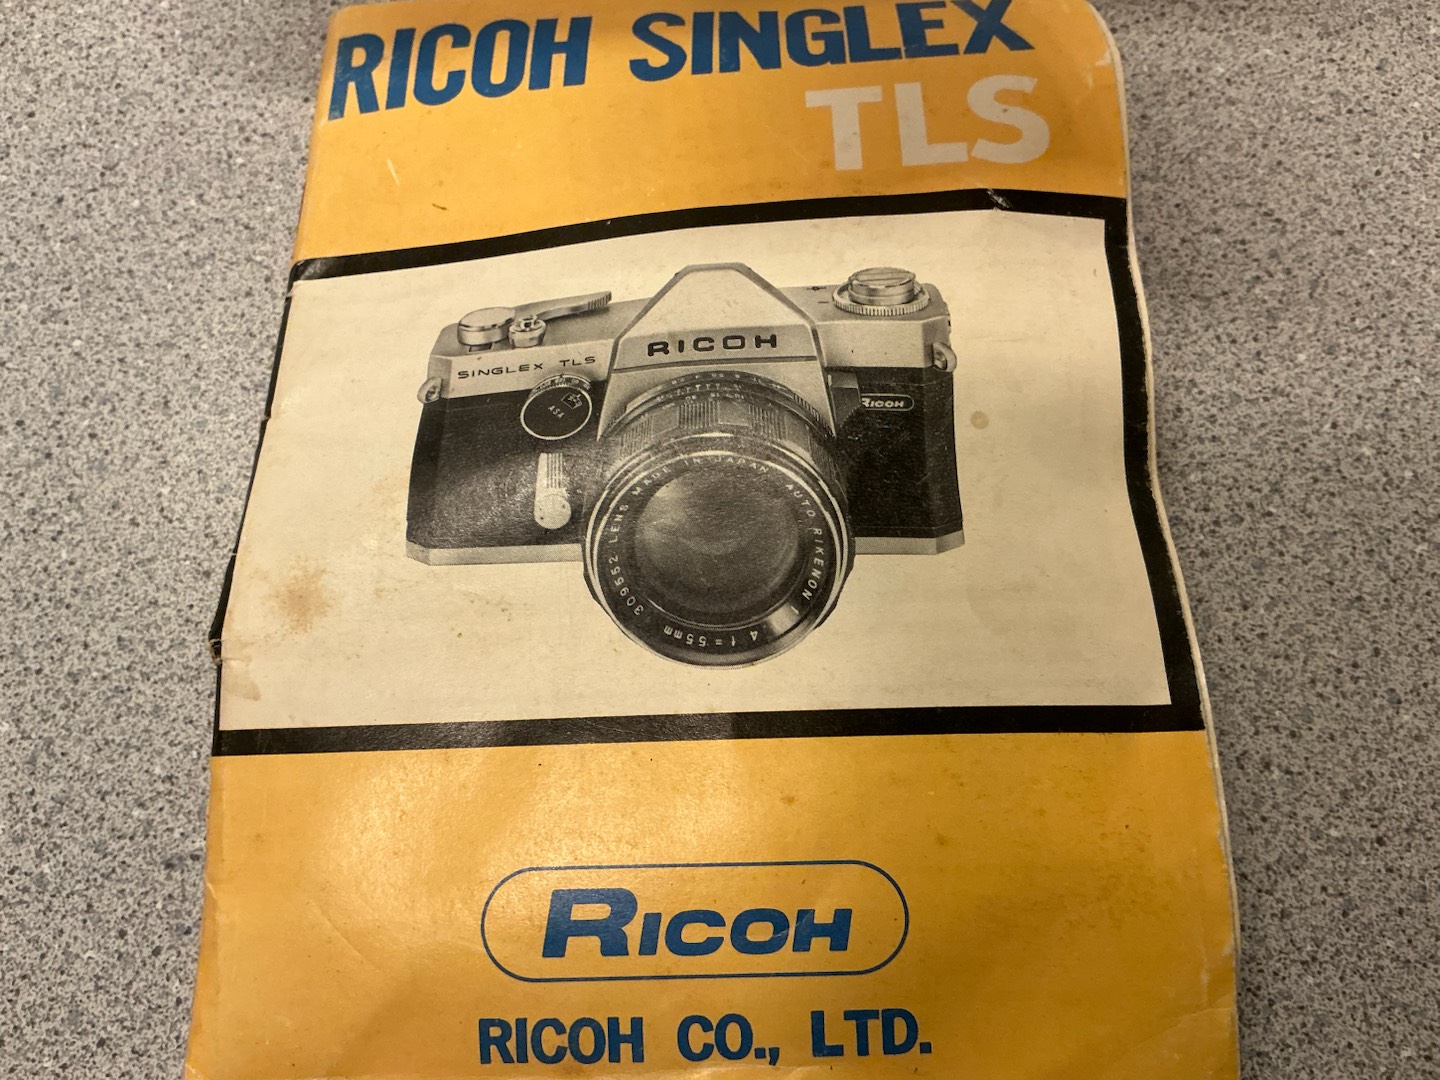 RICOH SINGLEX
TLS
RICOH
SINGLEX TLS
ASA
RICOH
309552 LENS MADE IN JAPAN AUTO RIKENON 1
.4 f=55mm
RICOH
RICOH CO., LTD.